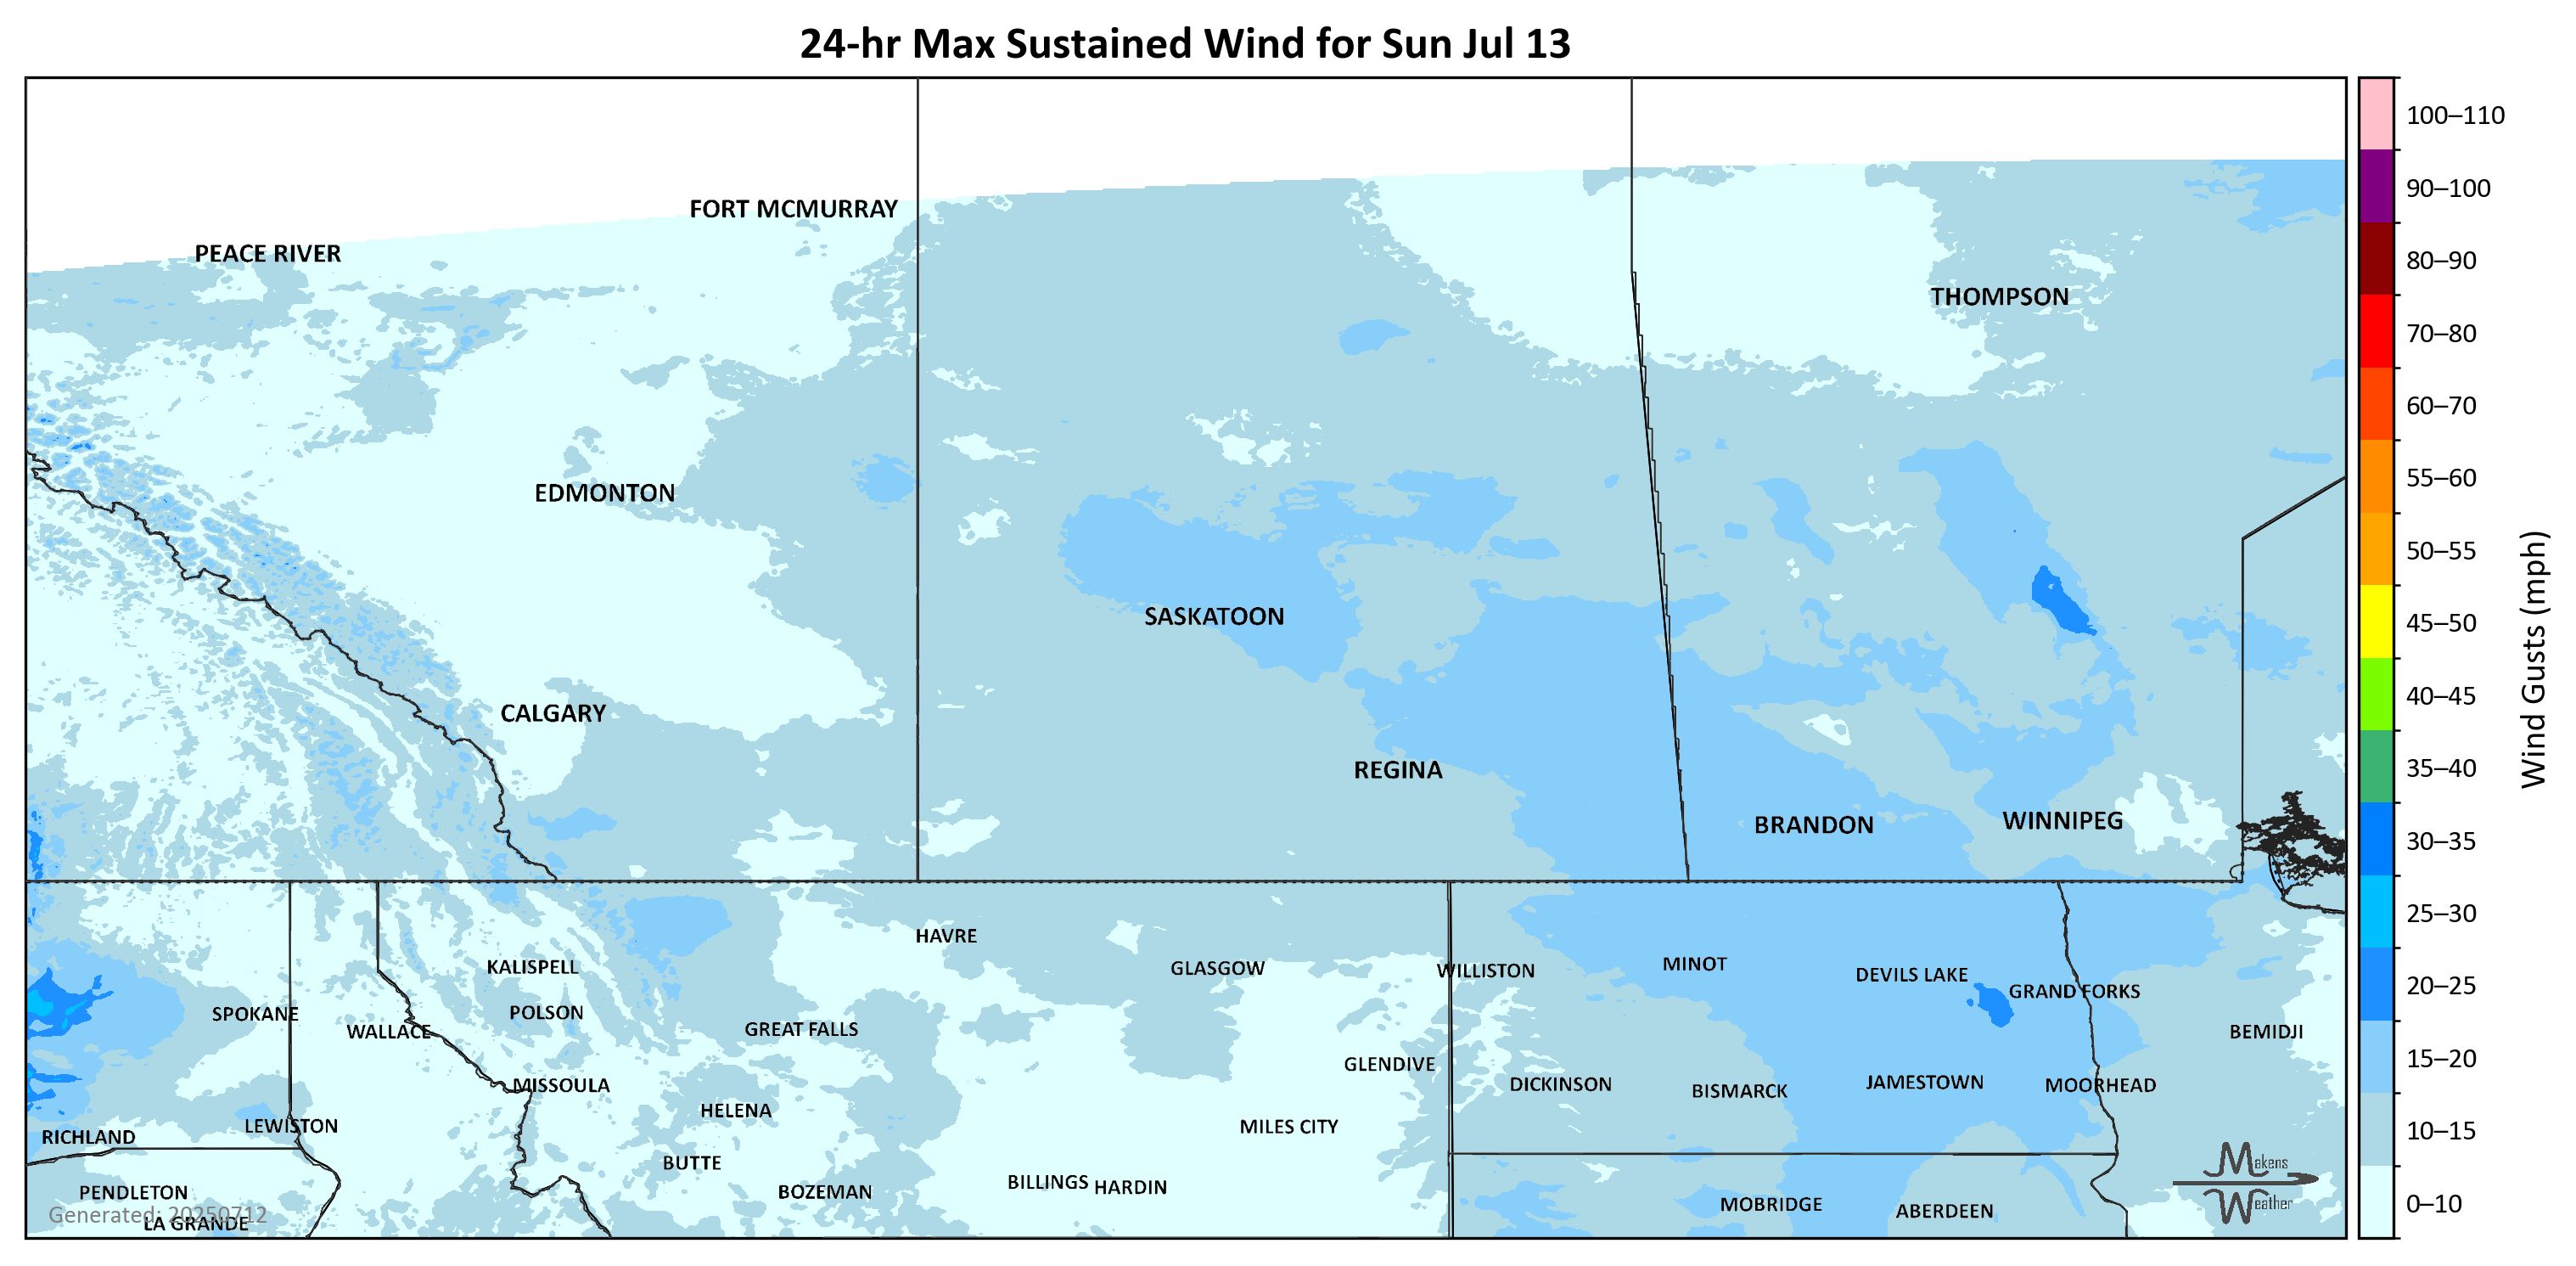 24-hr Max Sustained Wind for Sun Jul 13
100–110
90–100
80–90
70–80
60–70
55–60
50–55
45–50
40–45
35–40
30–35
25–30
20–25
15–20
10–15
0–10
Wind Gusts (mph)
FORT MCMURRAY
PEACE RIVER
THOMPSON
EDMONTON
SASKATOON
CALGARY
REGINA
BRANDON
WINNIPEG
HAVRE
KALISPELL
GLASGOW
WILLISTON
MINOT
DEVILS LAKE
GRAND FORKS
SPOKANE
POLSON
WALLACE
GREAT FALLS
BEMIDJI
GLENDIVE
MISSOULA
DICKINSON
BISMARCK
JAMESTOWN
MOORHEAD
HELENA
LEWISTON
MILES CITY
RICHLAND
BUTTE
PENDLETON
BOZEMAN
BILLINGS
HARDIN
MOBRIDGE
ABERDEEN
LA GRANDE
Generated: 20250712
Makens
Weather